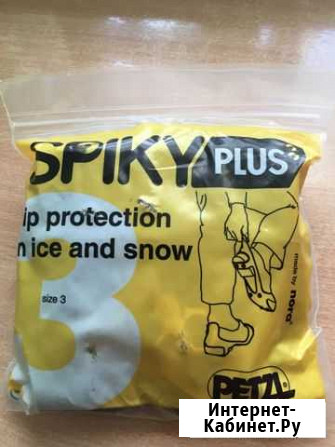 SPIKY PLUS
ip protection
n ice and snow
size 3
3
made by nora
PETZL
Интернет-
Кабинет.Ру